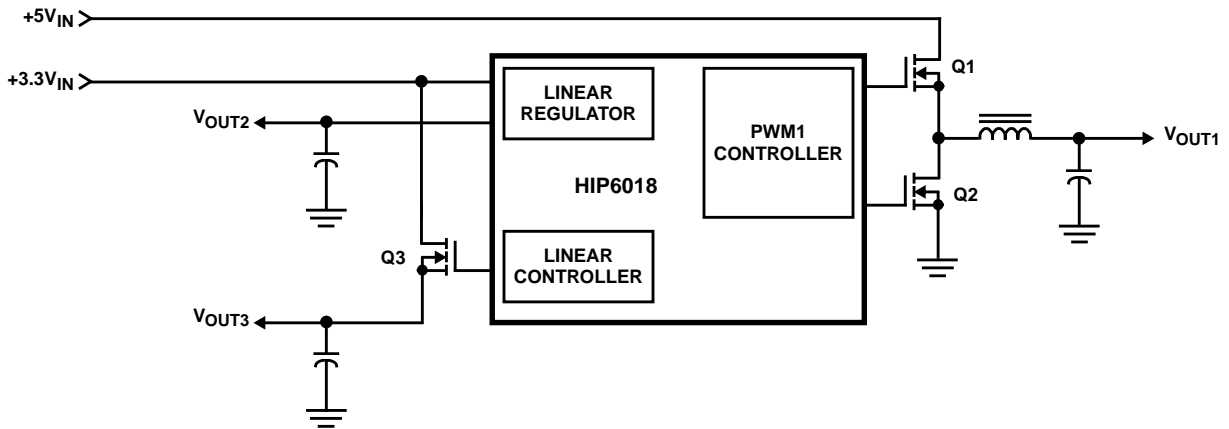 +5VIN
+3.3VIN
VOUT2
LINEAR
REGULATOR
PWM1
CONTROLLER
Q1
VOUT1
HIP6018
Q2
Q3
LINEAR
CONTROLLER
VOUT3